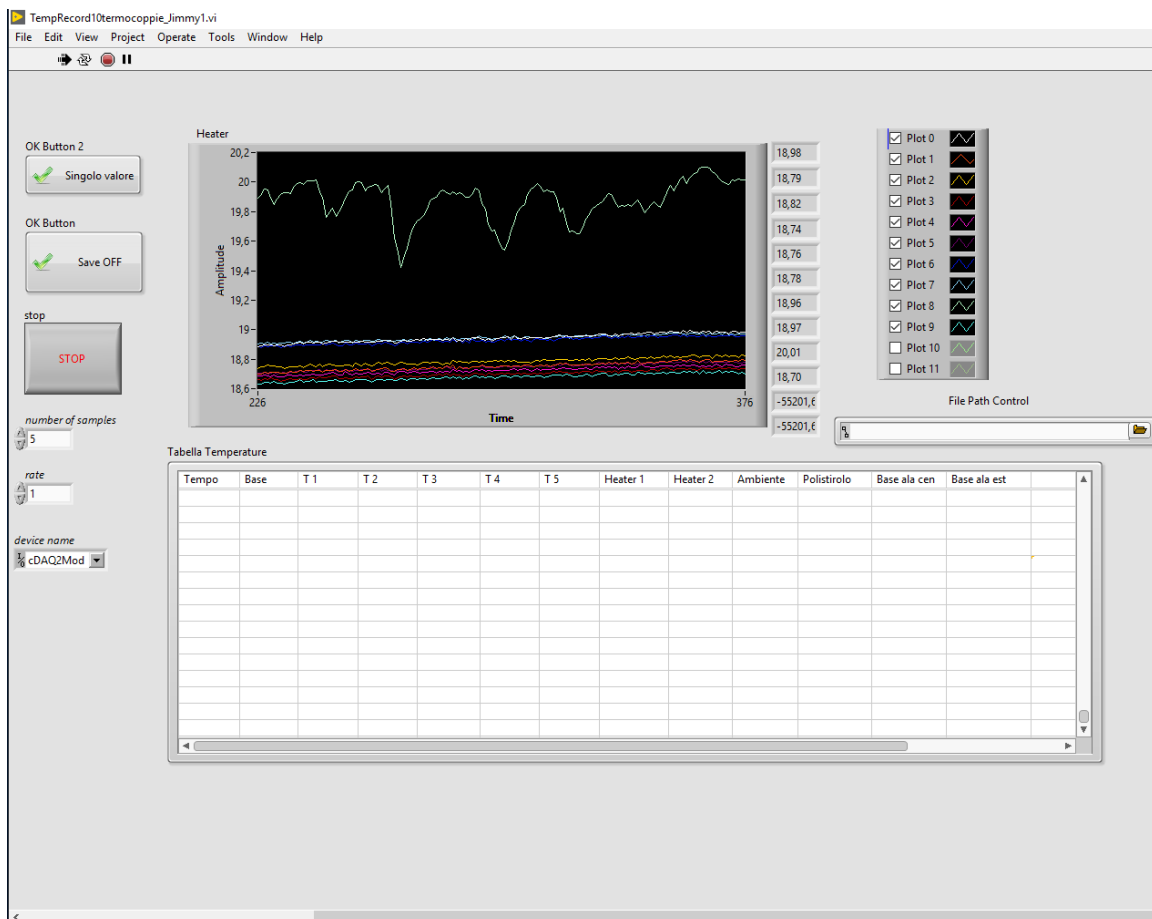 TempRecord10termocoppie_Jimmy1.vi
File Edit View Project Operate Tools Window Help
OK Button 2
Singolo valore
OK Button
Save OFF
stop
STOP
number of samples
5
rate
1
device name
cDAQ2Mod
Heater
Amplitude
20,2
20
19,8
19,6
19,4
19,2
19
18,8
18,6
226 376
Time
18,98
18,79
18,82
18,74
18,76
18,78
18,96
18,97
20,01
18,70
-55201,6
-55201,6
Plot 0
Plot 1
Plot 2
Plot 3
Plot 4
Plot 5
Plot 6
Plot 7
Plot 8
Plot 9
Plot 10
Plot 11
File Path Control
Tabella Temperature
Tempo Base T 1 T 2 T 3 T 4 T 5 Heater 1 Heater 2 Ambiente Polistirolo Base ala cen Base ala est